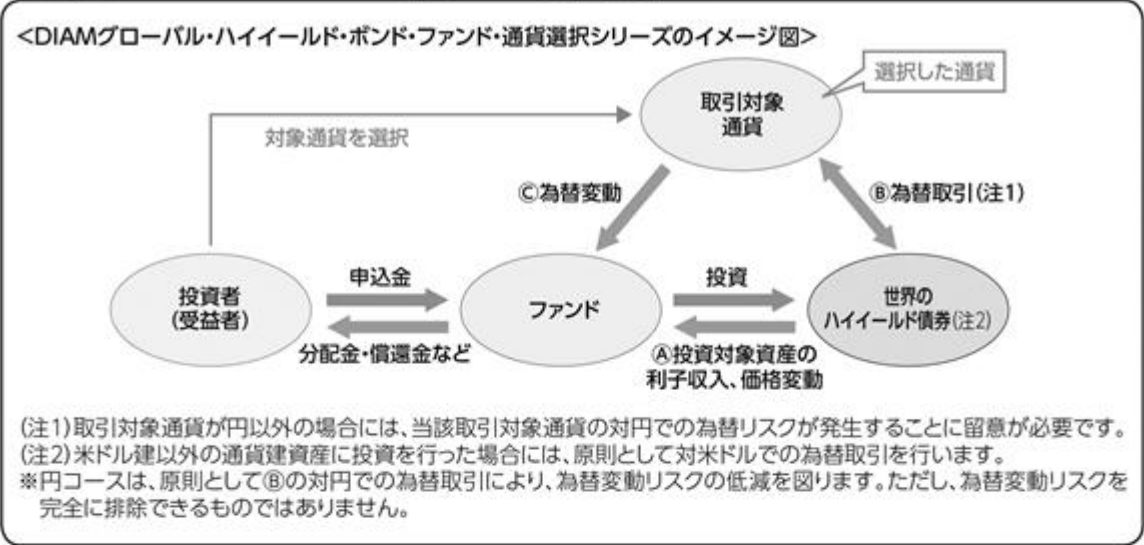 <DIAMグローバル・ハイイールド・ボンド・ファンド・通貨選択シリーズのイメージ図>
選択した通貨
取引対象
通貨
対象通貨を選択
Ⓒ為替変動
Ⓑ為替取引(注1)
投資者
(受益者)
申込金
分配金・償還金など
ファンド
投資
Ⓐ投資対象資産の
利子収入、価格変動
世界の
ハイイールド債券(注2)
(注1)取引対象通貨が円以外の場合には、当該取引対象通貨の対円での為替リスクが発生することに留意が必要です。
(注2)米ドル建以外の通貨建資産に投資を行った場合には、原則として対米ドルでの為替取引を行います。
※円コースは、原則としてⒷの対円での為替取引により、為替変動リスクの低減を図ります。ただし、為替変動リスクを
完全に排除できるものではありません。